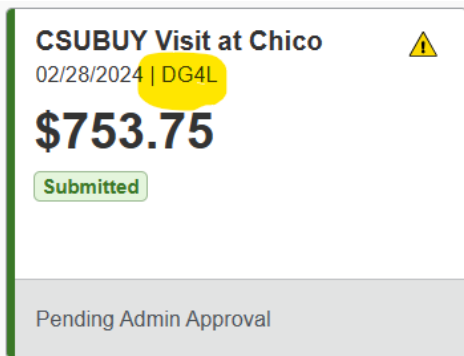 CSUBUY Visit at Chico
02/28/2024 | DG4L
$753.75
Submitted
Pending Admin Approval